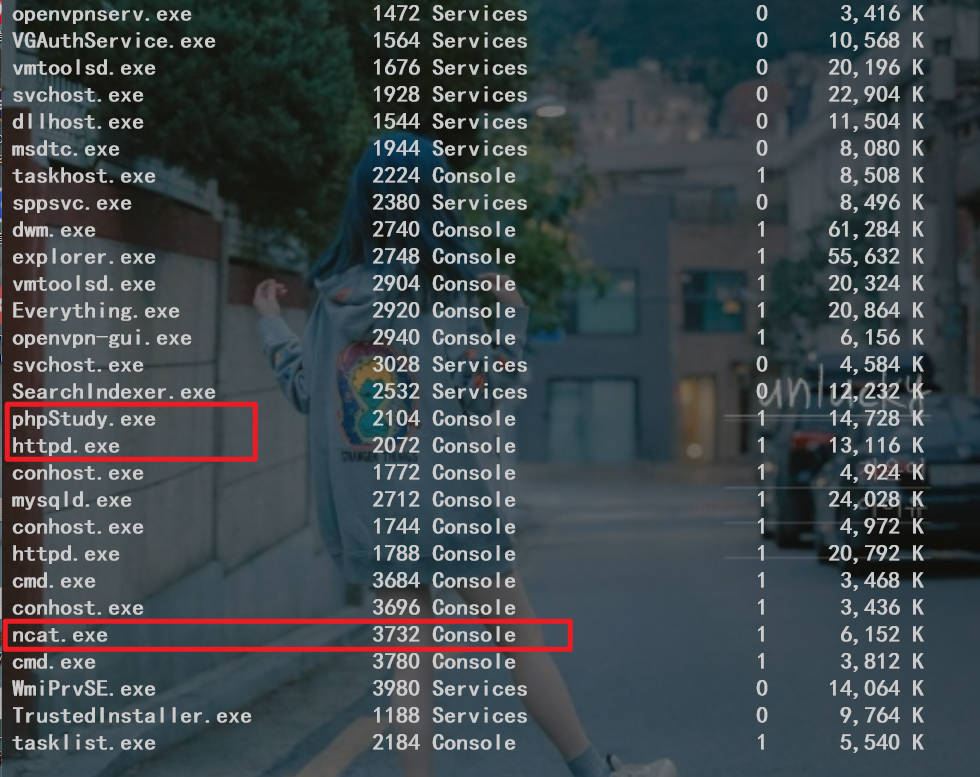 openvpnserv.exe 1472 Services 0 3,416 K
VGAuthService.exe 1564 Services 0 10,568 K
vmtoolsd.exe 1676 Services 0 20,196 K
svchost.exe 1928 Services 0 22,904 K
dllhost.exe 1544 Services 0 11,504 K
msdtc.exe 1944 Services 0 8,080 K
taskhost.exe 2224 Console 1 8,508 K
sppsvc.exe 2380 Services 0 8,496 K
dwm.exe 2740 Console 1 61,284 K
explorer.exe 2748 Console 1 55,632 K
vmtoolsd.exe 2904 Console 1 20,324 K
Everything.exe 2920 Console 1 20,864 K
openvpn-gui.exe 2940 Console 1 6,156 K
svchost.exe 3028 Services 0 4,584 K
SearchIndexer.exe 2532 Services 0 12,232 K
phpStudy.exe 2104 Console 1 14,728 K
httpd.exe 2072 Console 1 13,116 K
conhost.exe 1772 Console 1 4,924 K
mysqld.exe 2712 Console 1 24,028 K
conhost.exe 1744 Console 1 4,972 K
httpd.exe 1788 Console 1 20,792 K
cmd.exe 3684 Console 1 3,468 K
conhost.exe 3696 Console 1 3,436 K
ncat.exe 3732 Console 1 6,152 K
cmd.exe 3780 Console 1 3,812 K
WmiPrvSE.exe 3980 Services 0 14,064 K
TrustedInstaller.exe 1188 Services 0 9,764 K
tasklist.exe 2184 Console 1 5,540 K
STRANGER THINGS